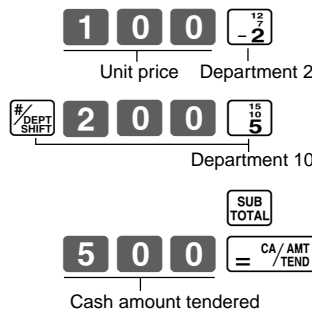 1 0 0 12 7 -2
Unit price Department 2
#/DEPT SHIFT 2 0 0 15 10 5
Department 10
SUB TOTAL
5 0 0 = CA/AMT TEND
Cash amount tendered